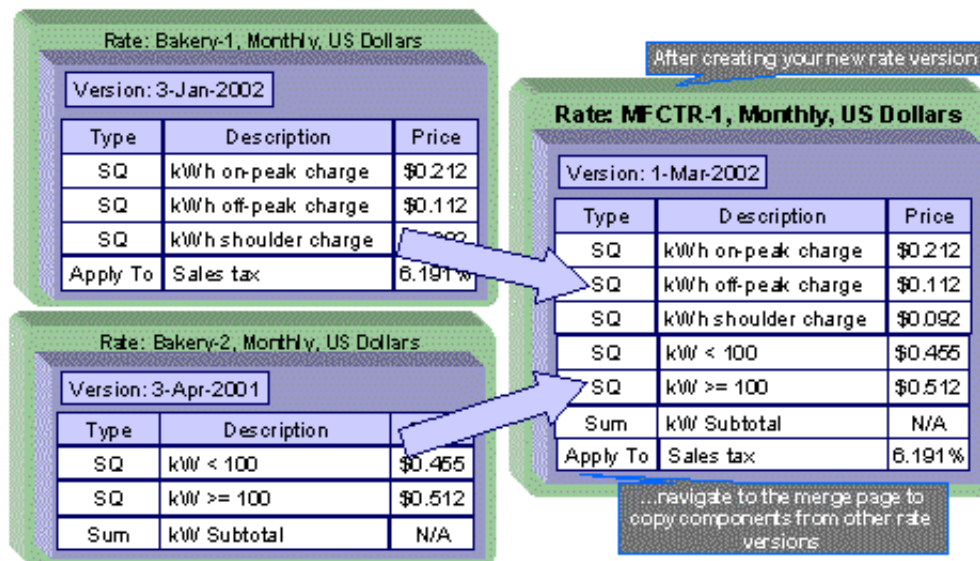 Rate: Bakery-1, Monthly, US Dollars
Version: 3-Jan-2002
Type Description Price
SQ kWh on-peak charge $0.212
SQ kWh off-peak charge $0.112
SQ kWh shoulder charge
Apply To Sales tax 6.191%
Rate: Bakery-2, Monthly, US Dollars
Version: 3-Apr-2001
Type Description
SQ kW < 100 $0.455
SQ kW >= 100 $0.512
Sum kW Subtotal N/A
After creating your new rate version
Rate: MFCTR-1, Monthly, US Dollars
Version: 1-Mar-2002
Type Description Price
SQ kWh on-peak charge $0.212
SQ kWh off-peak charge $0.112
SQ kWh shoulder charge $0.092
SQ kW < 100 $0.455
SQ kW >= 100 $0.512
Sum kW Subtotal N/A
Apply To Sales tax 6.191%
...navigate to the merge page to
copy components from other rate
versions